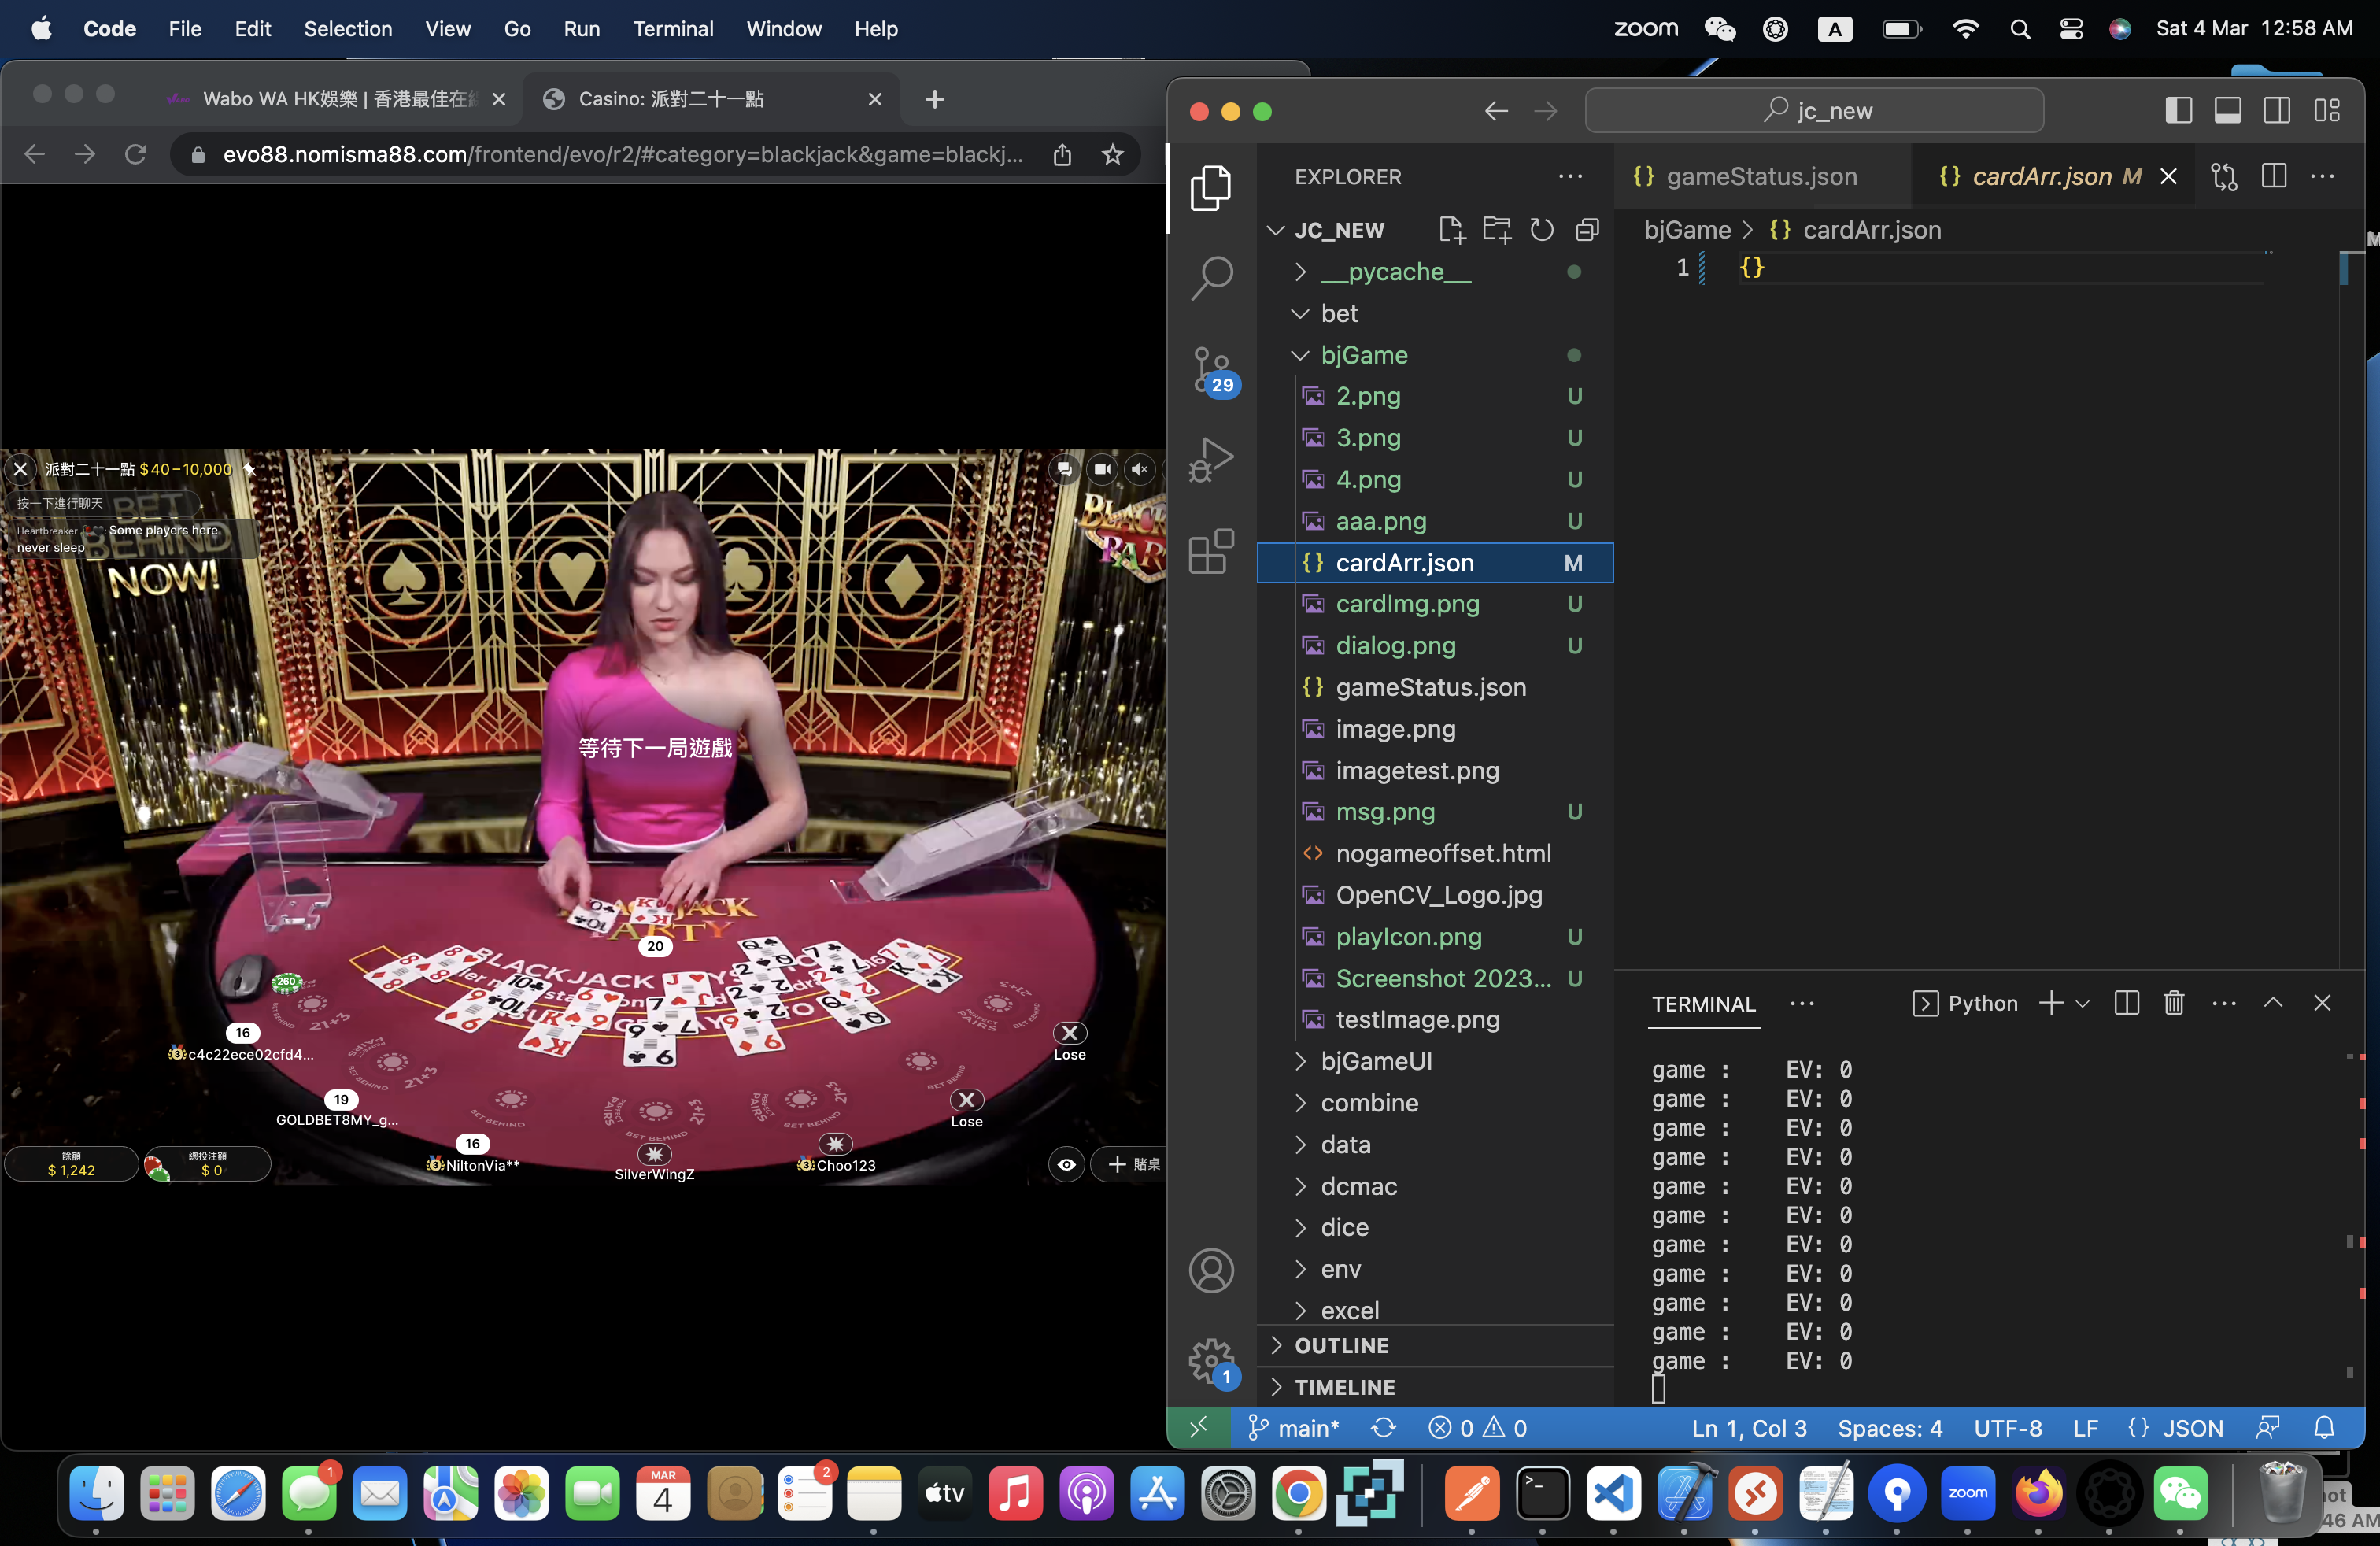 Code File Edit Selection View Go Run Terminal Window Help
zoom A Sat 4 Mar 12:58 AM
Wabo WA HK娛樂 | 香港最佳在
Casino: 派對二十一點
evo88.nomisma88.com/frontend/evo/r2/#category=blackjack&game=blackj...
派對二十一點 $40–10,000
按一下進行聊天
Heartbreaker Some players here
never sleep
BET
BEHIND
NOW!
等待下一局遊戲
20
260
16
c4c22ece02cfd4...
19
GOLDBET8MY_g...
16
NiltonVia**
SilverWingZ
Choo123
X
Lose
X
Lose
餘額
$ 1,242
總投注額
$ 0
賭桌
jc_new
EXPLORER
JC_NEW
__pycache__
bet
bjGame
2.png U
3.png U
4.png U
aaa.png U
cardArr.json M
cardImg.png U
dialog.png U
gameStatus.json
image.png
imagetest.png
msg.png U
nogameoffset.html
OpenCV_Logo.jpg
playIcon.png U
Screenshot 2023... U
testImage.png
bjGameUI
combine
data
dcmac
dice
env
excel
OUTLINE
TIMELINE
29
1
{} gameStatus.json
{} cardArr.json M
bjGame > {} cardArr.json
1 {}
TERMINAL
Python
game : EV: 0
game : EV: 0
game : EV: 0
game : EV: 0
game : EV: 0
game : EV: 0
game : EV: 0
game : EV: 0
game : EV: 0
game : EV: 0
game : EV: 0
main* 0 0
Ln 1, Col 3 Spaces: 4 UTF-8 LF {} JSON
1
MAR
4
2
tv
zoom
46 AM